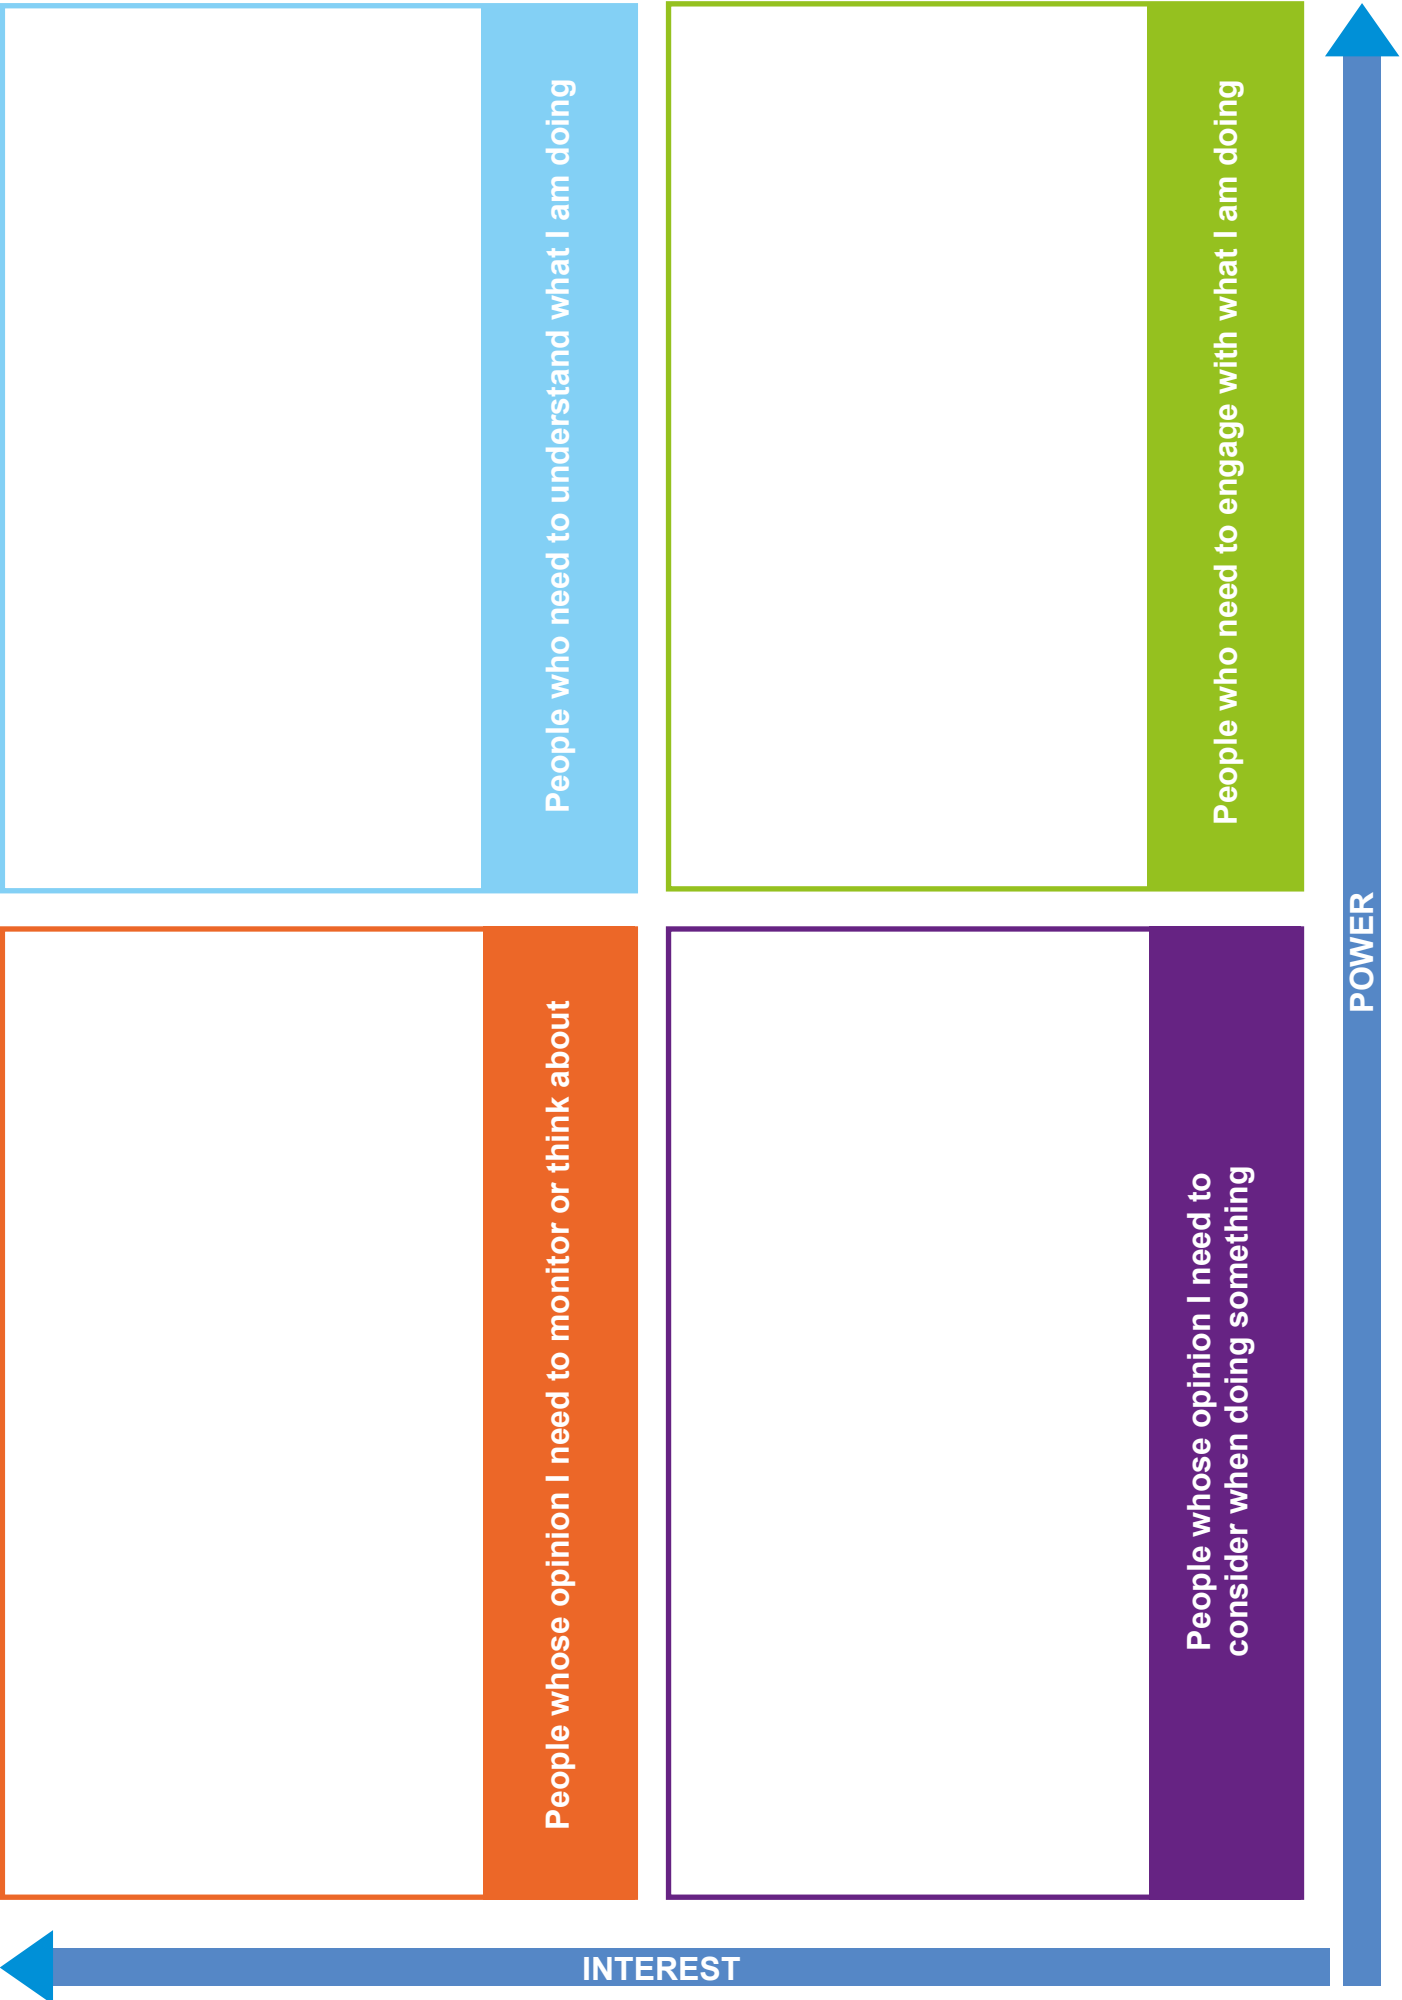 People who need to understand what I am doing
People who need to engage with what I am doing
POWER
People whose opinion I need to monitor or think about
People whose opinion I need to
consider when doing something
INTEREST